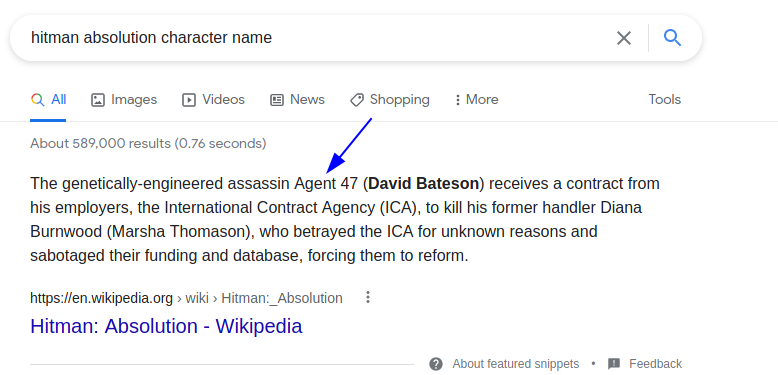 hitman absolution character name
All Images Videos News Shopping More Tools
About 589,000 results (0.76 seconds)
The genetically-engineered assassin Agent 47 (David Bateson) receives a contract from
his employers, the International Contract Agency (ICA), to kill his former handler Diana
Burnwood (Marsha Thomason), who betrayed the ICA for unknown reasons and
sabotaged their funding and database, forcing them to reform.
https://en.wikipedia.org › wiki › Hitman:_Absolution
Hitman: Absolution - Wikipedia
About featured snippets • Feedback